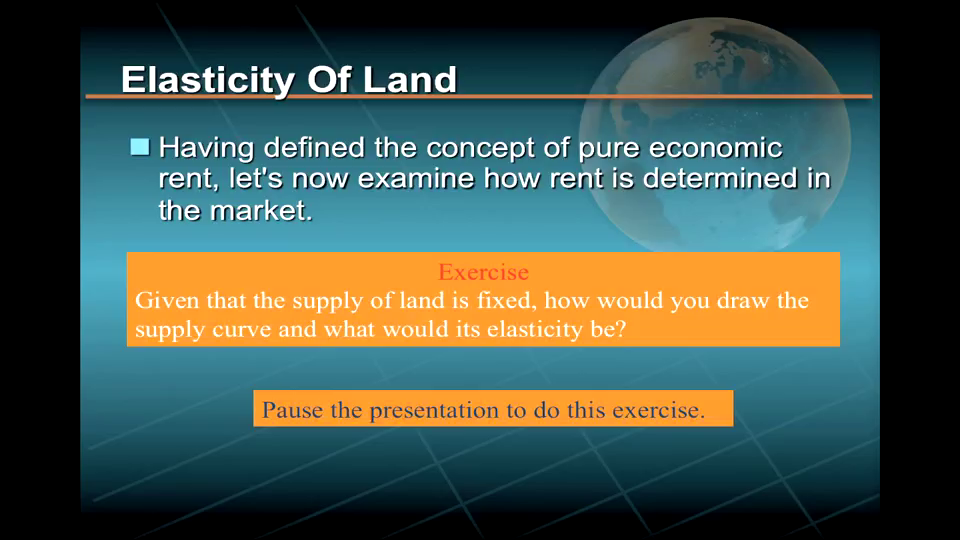 Elasticity Of Land
Having defined the concept of pure economic
rent, let's now examine how rent is determined in
the market.
Exercise
Given that the supply of land is fixed, how would you draw the
supply curve and what would its elasticity be?
Pause the presentation to do this exercise.